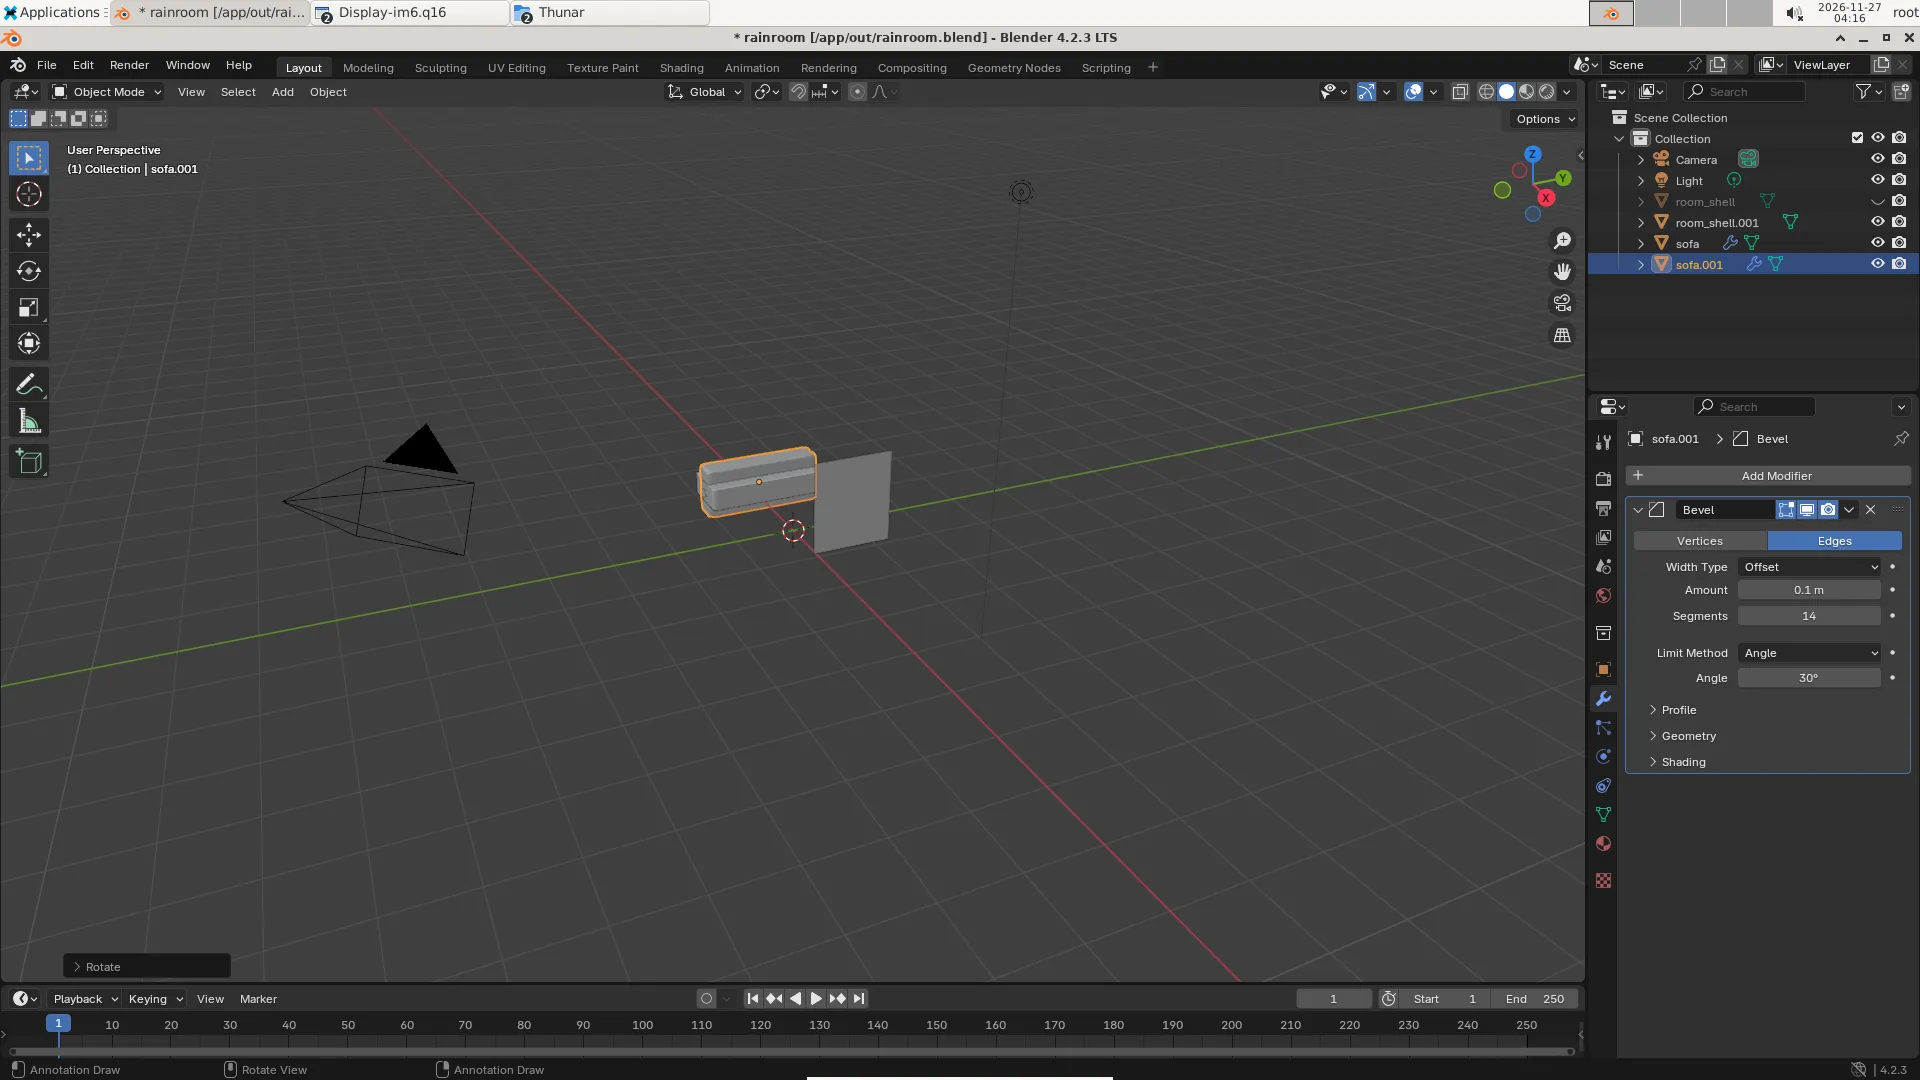 Applications
* rainroom [/app/out/rai...
2
Display-im6.q16
2
Thunar
2026-11-27
04:16
root
* rainroom [/app/out/rainroom.blend] - Blender 4.2.3 LTS
File
Edit
Render
Window
Help
Layout
Modeling
Sculpting
UV Editing
Texture Paint
Shading
Animation
Rendering
Compositing
Geometry Nodes
Scripting
Scene
ViewLayer
Object Mode
View
Select
Add
Object
Global
Search
Options
User Perspective
(1) Collection | sofa.001
Z
Y
X
Scene Collection
Collection
Camera
Light
room_shell
room_shell.001
sofa
sofa.001
Search
sofa.001 > Bevel
Add Modifier
Bevel
Vertices
Edges
Width Type
Offset
Amount
0.1 m
Segments
14
Limit Method
Angle
Angle
30°
Profile
Geometry
Shading
Rotate
Playback
Keying
View
Marker
1
Start 1
End 250
1 10 20 30 40 50 60 70 80 90 100 110 120 130 140 150 160 170 180 190 200 210 220 230 240 250
Annotation Draw
Rotate View
Annotation Draw
4.2.3